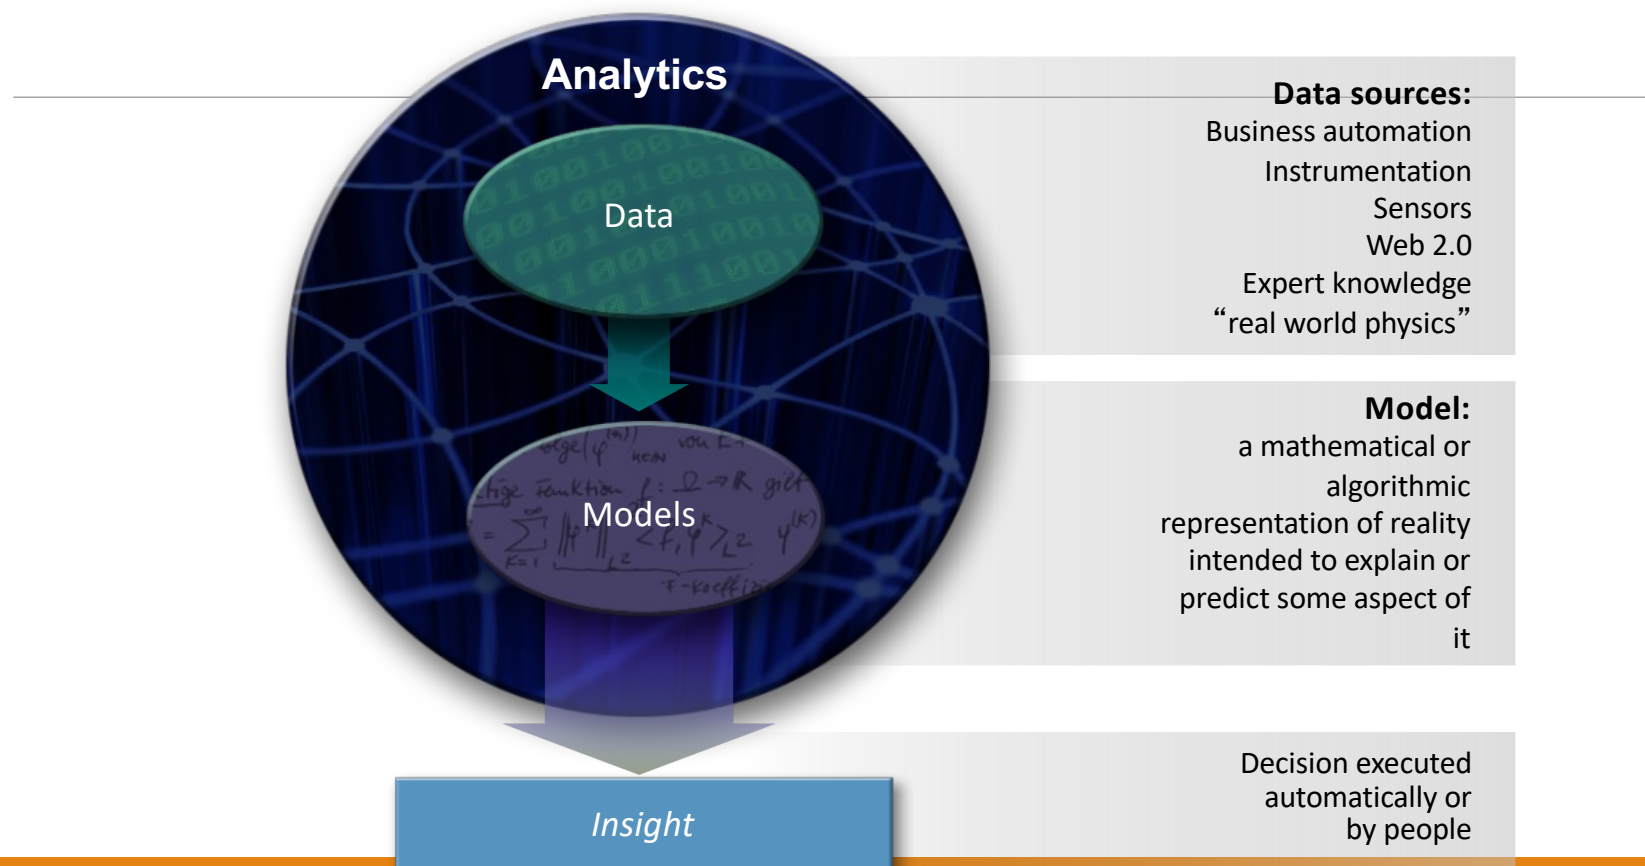 Analytics
Data
Models
Insight
Data sources:
Business automation
Instrumentation
Sensors
Web 2.0
Expert knowledge
“real world physics”
Model:
a mathematical or
algorithmic
representation of reality
intended to explain or
predict some aspect of
it
Decision executed
automatically or
by people